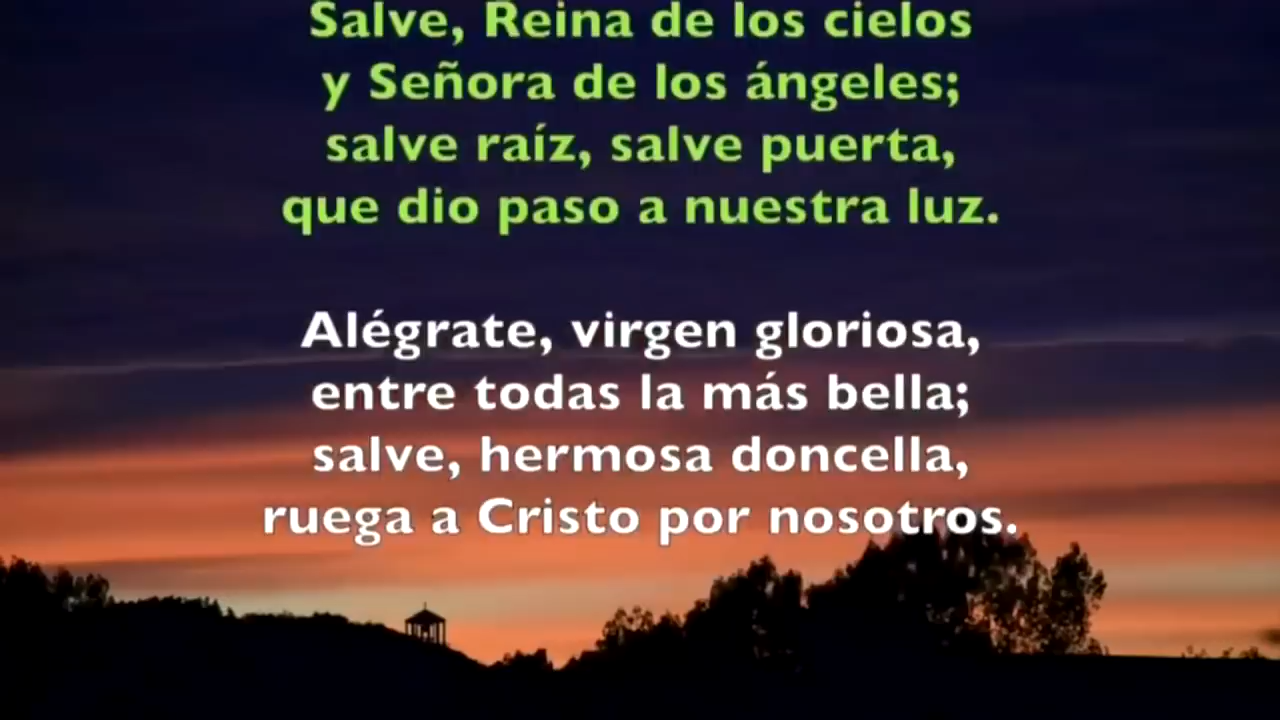 Salve, Reina de los cielos
y Señora de los ángeles;
salve raíz, salve puerta,
que dio paso a nuestra luz.
Alégrate, virgen gloriosa,
entre todas la más bella;
salve, hermosa doncella,
ruega a Cristo por nosotros.